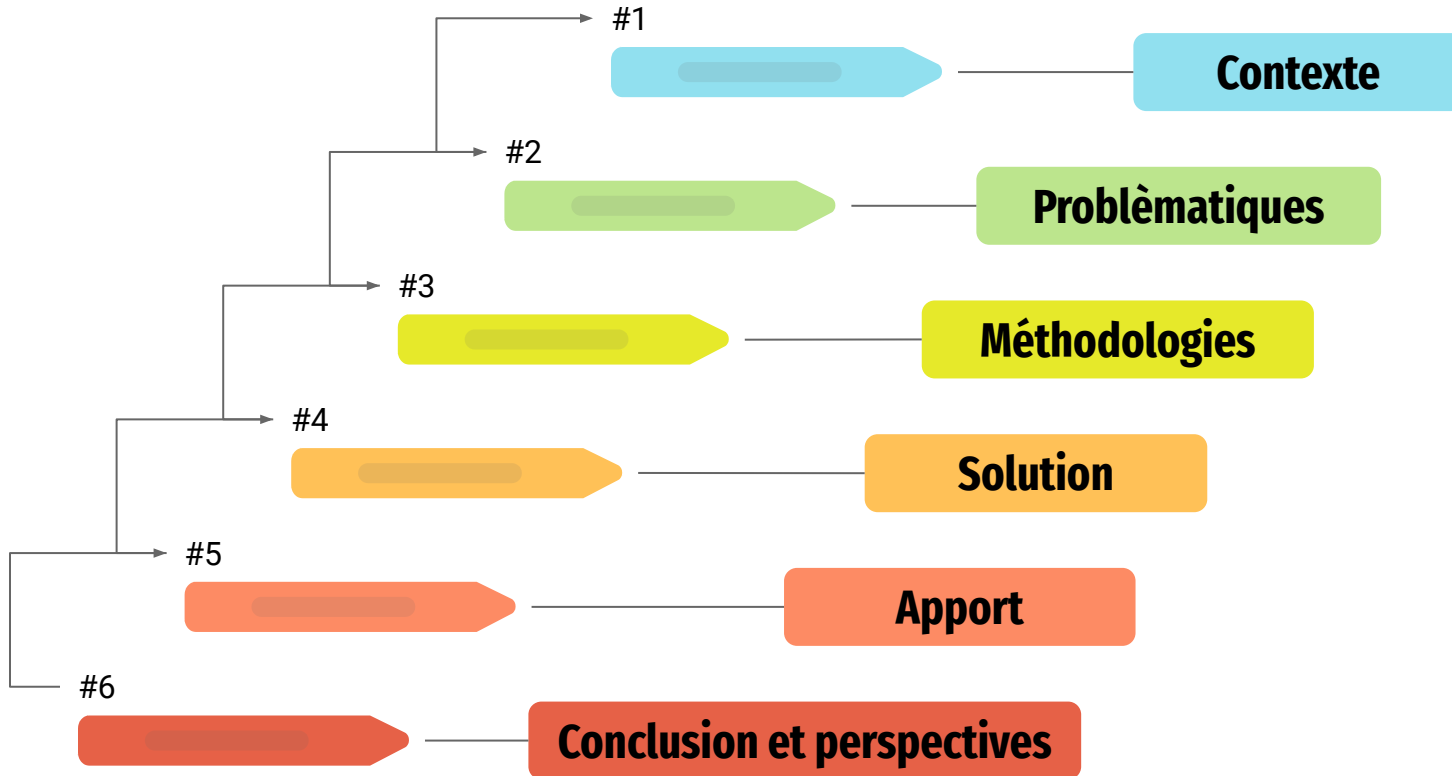 #1
Contexte
#2
Problèmatiques
#3
Méthodologies
#4
Solution
#5
Apport
#6
Conclusion et perspectives